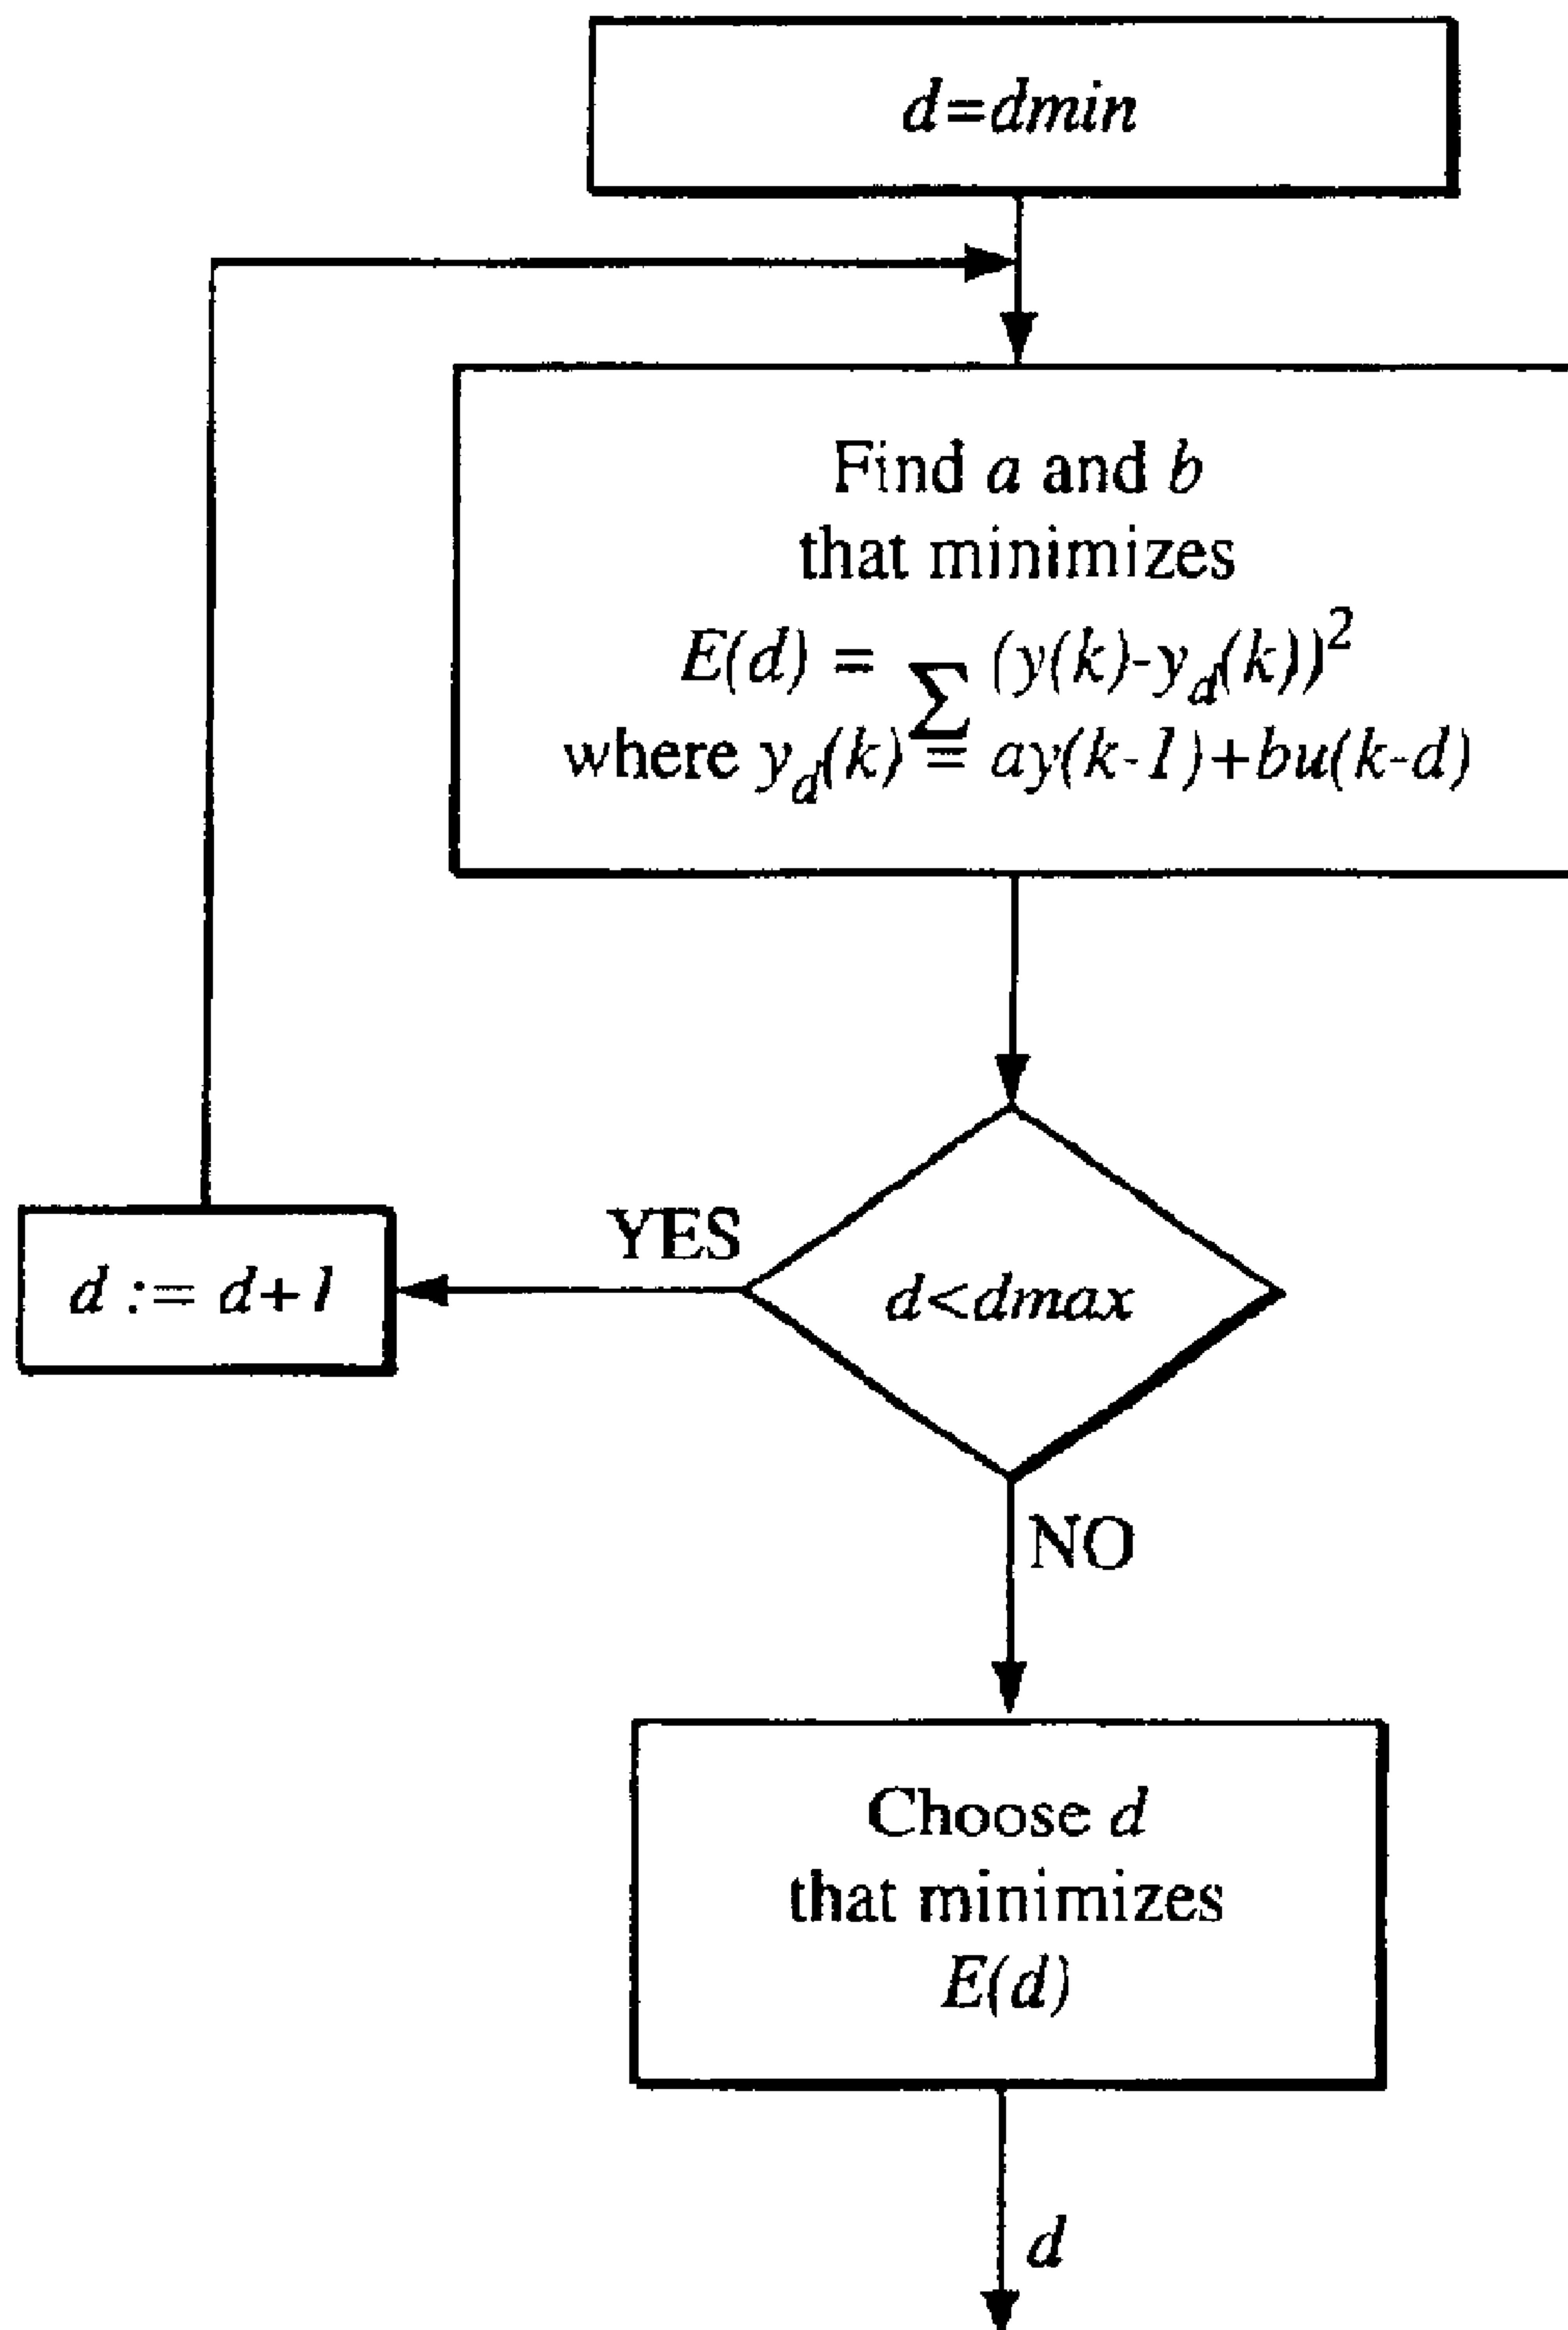 d=dmin
Find a and b
that minimizes
E(d) = ∑ (y(k)-y_d(k))²
where y_d(k) = ay(k-1)+bu(k-d)
YES
d := d+1
d<dmax
NO
Choose d
that minimizes
E(d)
d